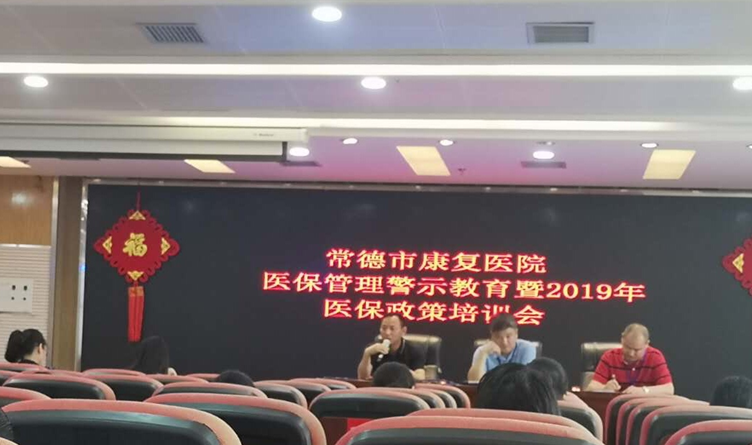 福
常德市康复医院
医保管理警示教育暨2019年
医保政策培训会